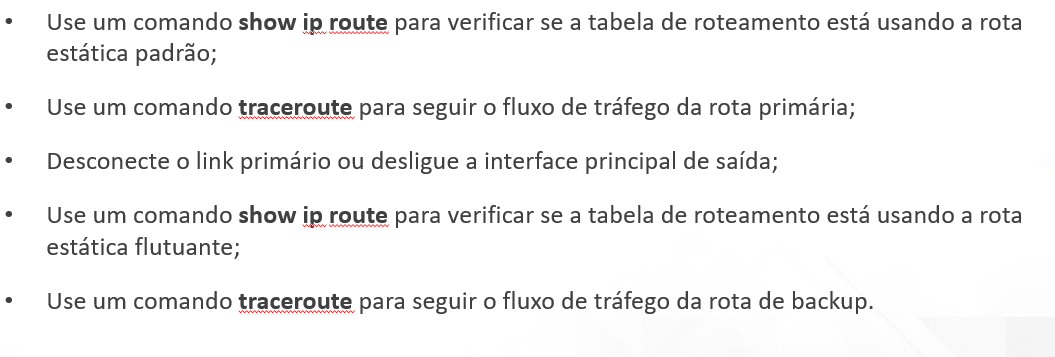 • Use um comando show ip route para verificar se a tabela de roteamento está usando a rota
estática padrão;
• Use um comando traceroute para seguir o fluxo de tráfego da rota primária;
• Desconecte o link primário ou desligue a interface principal de saída;
• Use um comando show ip route para verificar se a tabela de roteamento está usando a rota
estática flutuante;
• Use um comando traceroute para seguir o fluxo de tráfego da rota de backup.